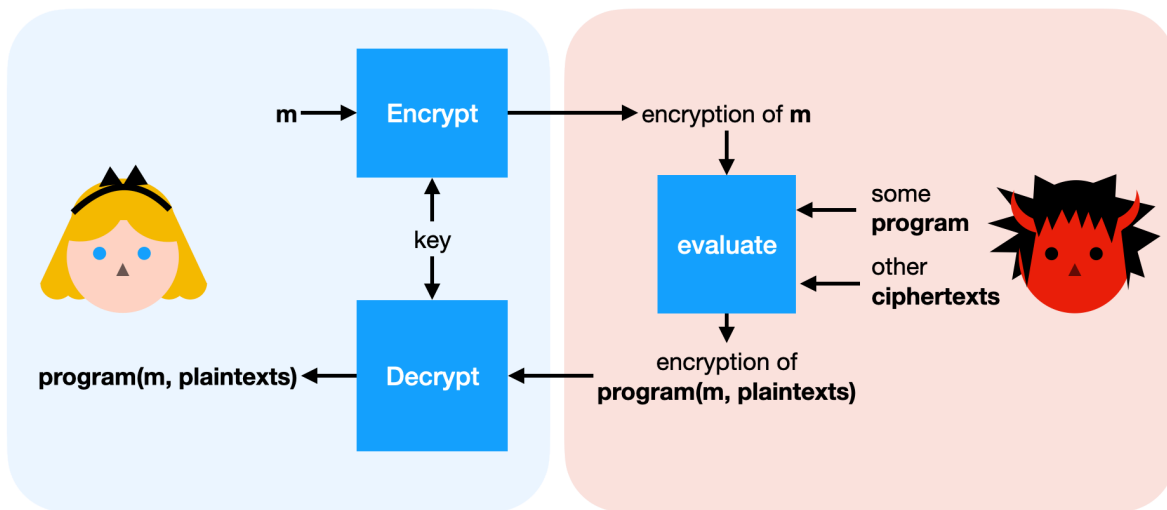 m
Encrypt
encryption of m
some
program
key
evaluate
other
ciphertexts
encryption of
program(m, plaintexts)
Decrypt
program(m, plaintexts)